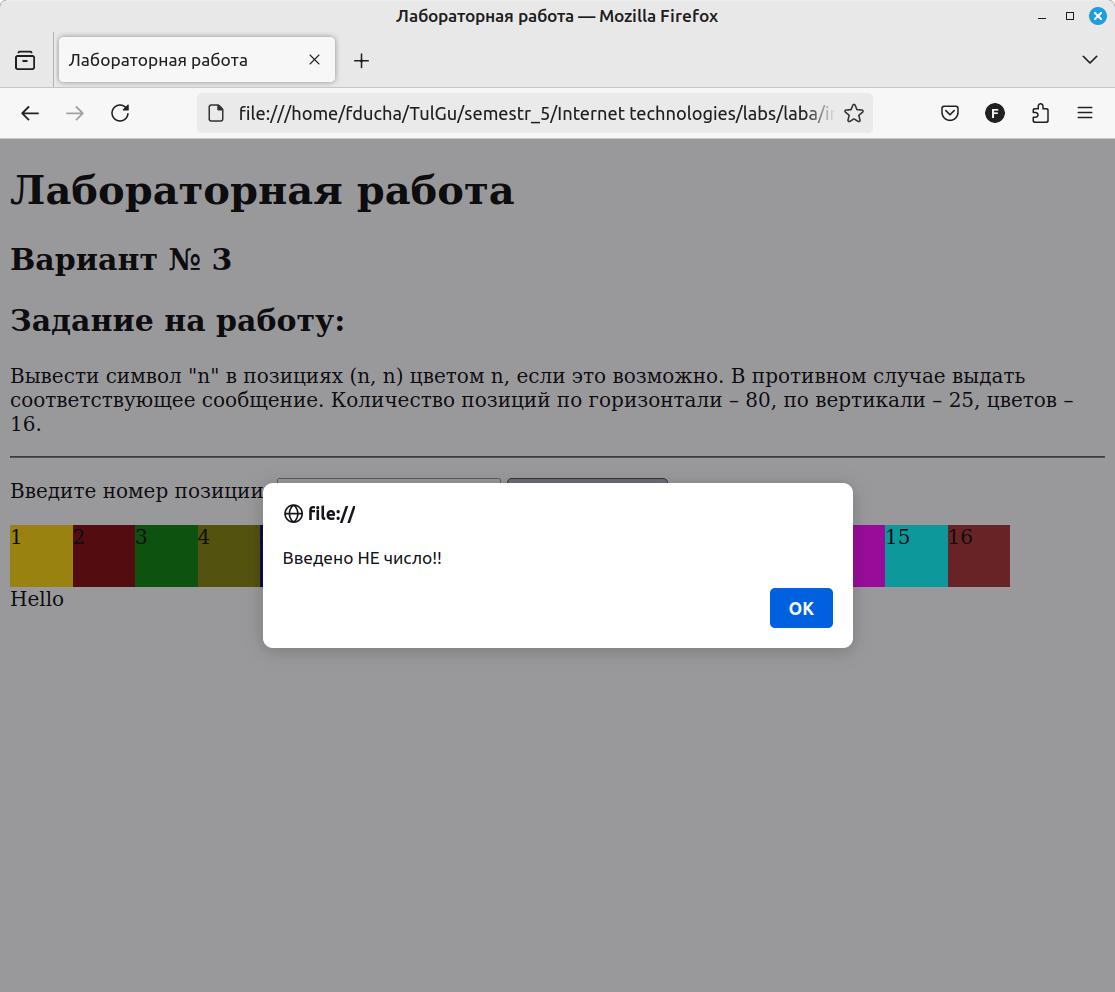 Лабораторная работа — Mozilla Firefox
Лабораторная работа
file:///home/fducha/TulGu/semestr_5/Internet technologies/labs/laba/in
F
Лабораторная работа
Вариант № 3
Задание на работу:
Вывести символ "n" в позициях (n, n) цветом n, если это возможно. В противном случае выдать
соответствующее сообщение. Количество позиций по горизонтали – 80, по вертикали – 25, цветов –
16.
Введите номер позиции
file://
Введено НЕ число!!
OK
1 2 3 4 15 16
Hello